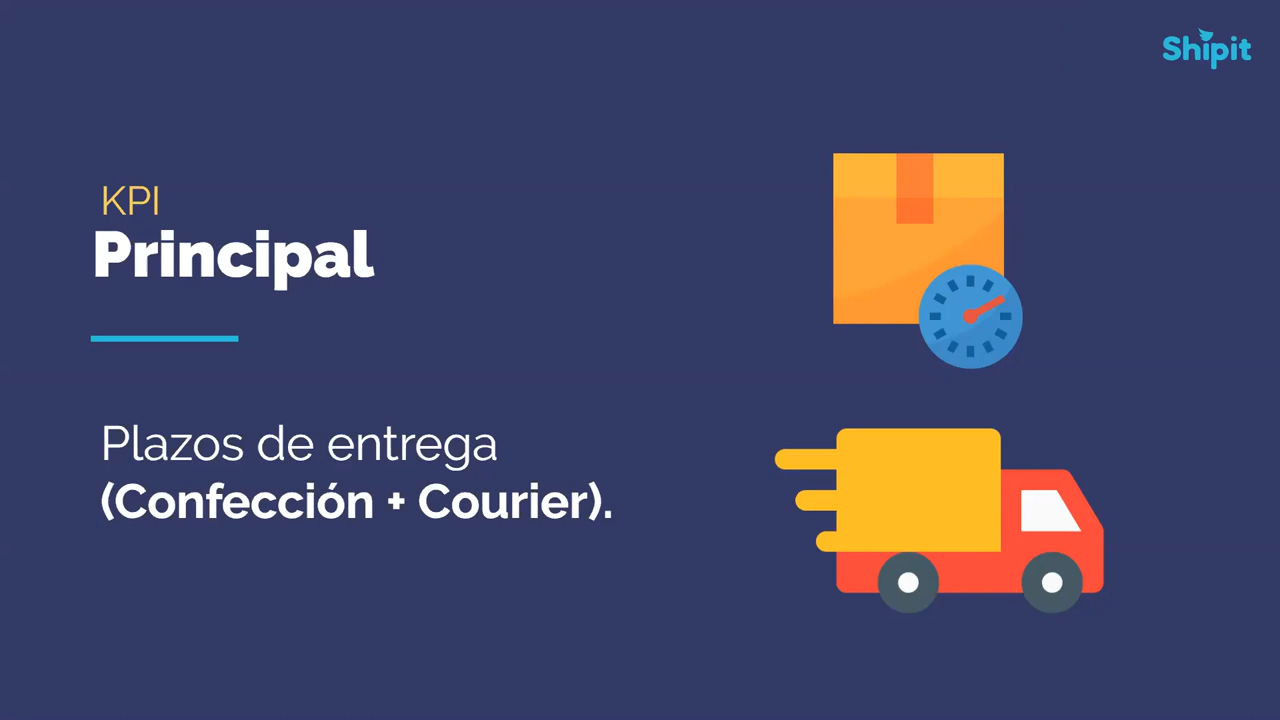 Shipit
KPI
Principal
Plazos de entrega
(Confección + Courier).